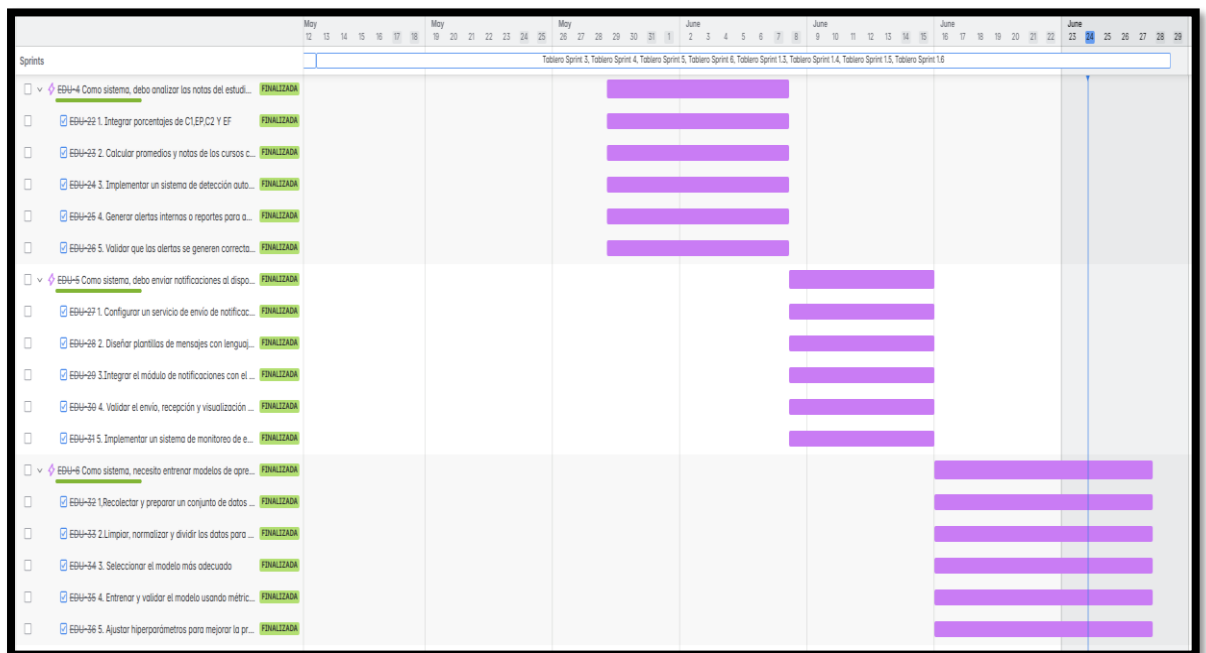 May May May June June June June
12 13 14 15 16 17 18 19 20 21 22 23 24 25 26 27 28 29 30 31 1 2 3 4 5 6 7 8 9 10 11 12 13 14 15 16 17 18 19 20 21 22 23 24 25 26 27 28 29
Sprints Tablero Sprint 3, Tablero Sprint 4, Tablero Sprint 5, Tablero Sprint 6, Tablero Sprint 1.3, Tablero Sprint 1.4, Tablero Sprint 1.5, Tablero Sprint 1.6
EDU-4 Como sistema, debo analizar las notas del estudi... FINALIZADA
EDU-22 1. Integrar porcentajes de C1,EP,C2 Y EF FINALIZADA
EDU-23 2. Calcular promedios y notas de los cursos c... FINALIZADA
EDU-24 3. Implementar un sistema de detección auto... FINALIZADA
EDU-25 4. Generar alertas internas o reportes para a... FINALIZADA
EDU-26 5. Validar que las alertas se generen correcta... FINALIZADA
EDU-5 Como sistema, debo enviar notificaciones al dispo... FINALIZADA
EDU-27 1. Configurar un servicio de envío de notificac... FINALIZADA
EDU-28 2. Diseñar plantillas de mensajes con lenguaj... FINALIZADA
EDU-29 3.Integrar el módulo de notificaciones con el ... FINALIZADA
EDU-30 4. Validar el envío, recepción y visualización ... FINALIZADA
EDU-31 5. Implementar un sistema de monitoreo de e... FINALIZADA
EDU-6 Como sistema, necesito entrenar modelos de apre... FINALIZADA
EDU-32 1,Recolectar y preparar un conjunto de datos ... FINALIZADA
EDU-33 2.Limpiar, normalizar y dividir los datos para ... FINALIZADA
EDU-34 3. Seleccionar el modelo más adecuado FINALIZADA
EDU-35 4. Entrenar y validar el modelo usando métric... FINALIZADA
EDU-36 5. Ajustar hiperparámetros para mejorar la pr... FINALIZADA